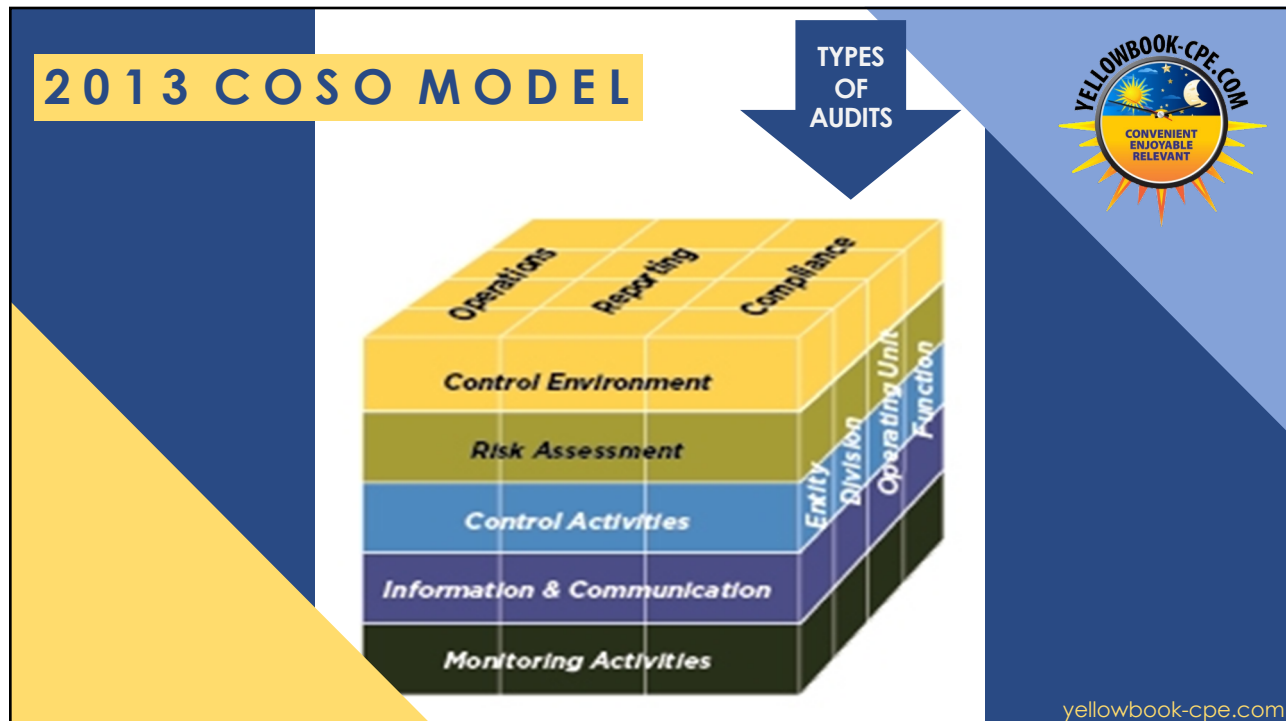 2013 COSO MODEL
TYPES
OF
AUDITS
YELLOWBOOK-CPE.COM
CONVENIENT
ENJOYABLE
RELEVANT
Operations
Reporting
Compliance
Control Environment
Risk Assessment
Control Activities
Information & Communication
Monitoring Activities
Entity
Division
Operating Unit
Function
yellowbook-cpe.com